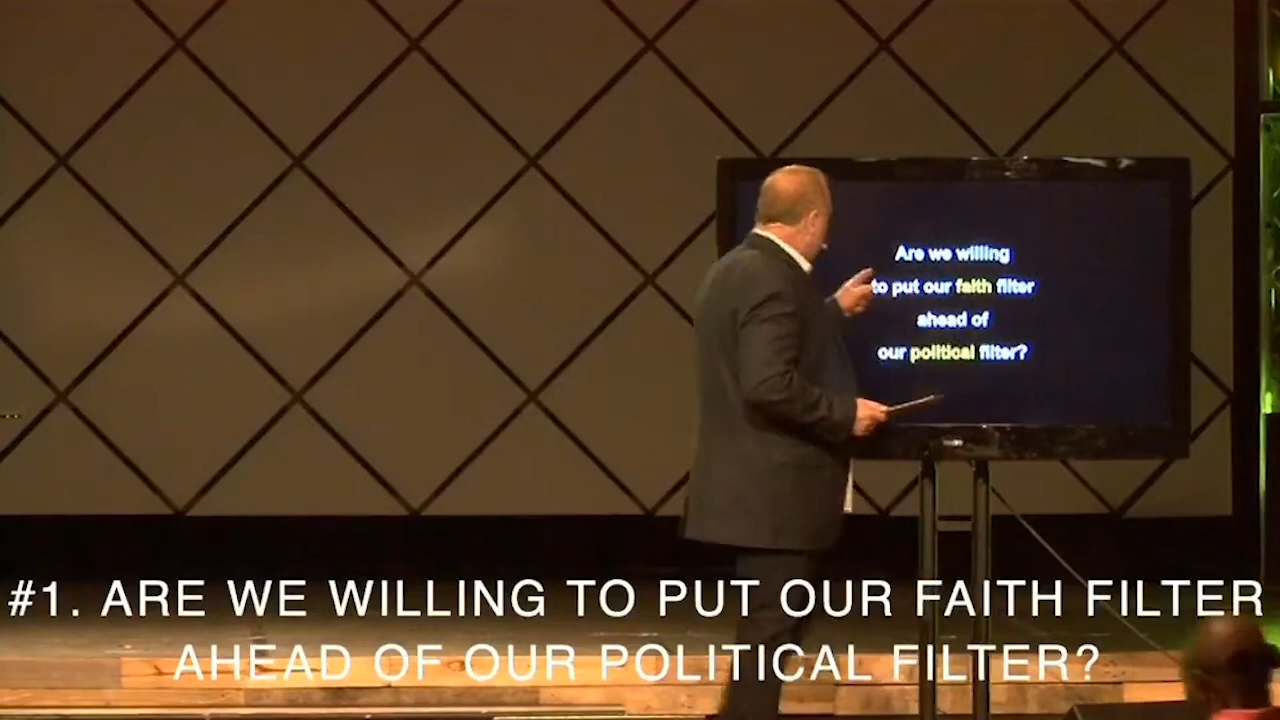 Are we willing
to put our faith filter
ahead of
our political filter?
#1. ARE WE WILLING TO PUT OUR FAITH FILTER
AHEAD OF OUR POLITICAL FILTER?